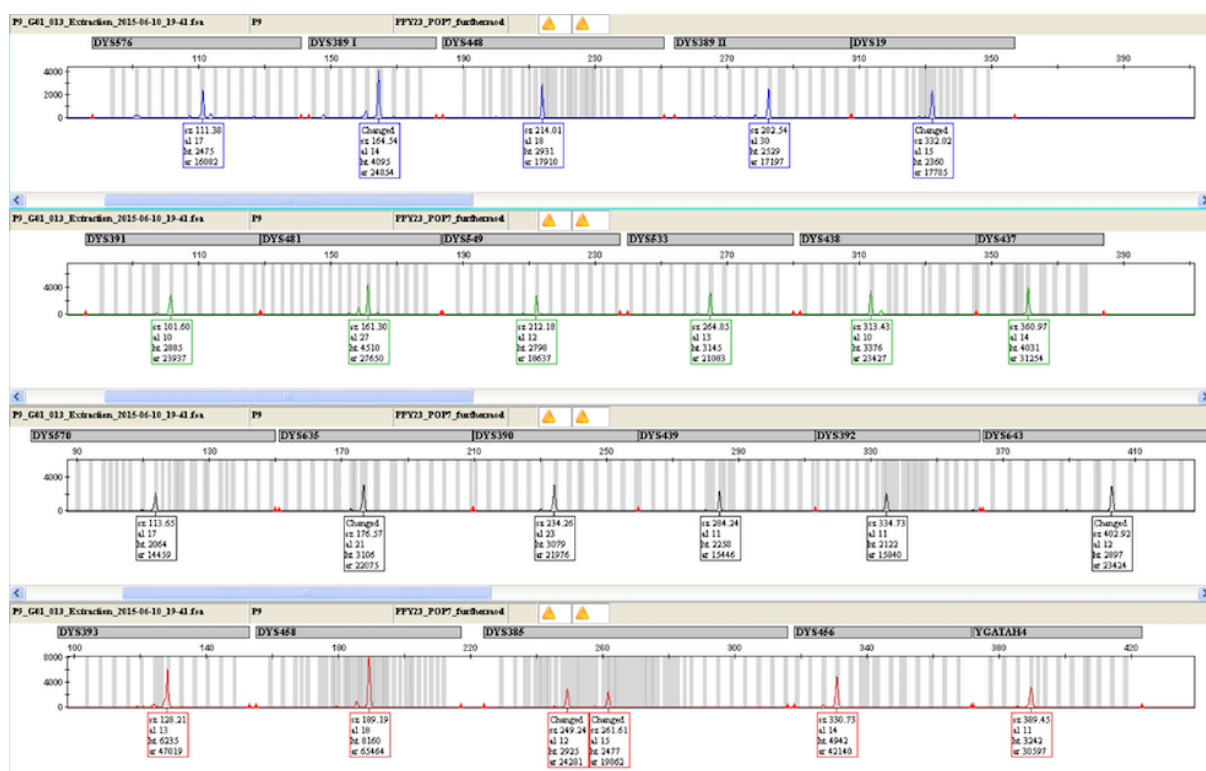 P9_G01_013_Extraction_2015-06-10_19-41.fsa P9 PPY23_POP7_furthermod
DYS576 DYS389 I DYS448 DYS389 II DYS19
110 150 190 230 270 310 350 390
4000
2000
0
sz 111.38
al 17
ht 2475
ar 16082
Changed
sz 164.54
al 14
ht 4095
ar 24854
sz 214.01
al 18
ht 2931
ar 17910
sz 282.54
al 30
ht 2529
ar 17197
Changed
sz 332.02
al 15
ht 2360
ar 17785
P9_G01_013_Extraction_2015-06-10_19-41.fsa P9 PPY23_POP7_furthermod
DYS391 DYS481 DYS549 DYS533 DYS438 DYS437
110 150 190 230 270 310 350 390
4000
0
sz 101.60
al 10
ht 2885
ar 23937
sz 161.30
al 27
ht 4510
ar 27650
sz 212.18
al 12
ht 2798
ar 18637
sz 264.85
al 13
ht 3145
ar 21083
sz 313.43
al 10
ht 3376
ar 23427
sz 360.97
al 14
ht 4031
ar 31254
P9_G01_013_Extraction_2015-06-10_19-41.fsa P9 PPY23_POP7_furthermod
DYS570 DYS635 DYS390 DYS439 DYS392 DYS643
90 130 170 210 250 290 330 370 410
4000
0
sz 113.65
al 17
ht 2064
ar 14459
Changed
sz 176.57
al 21
ht 3106
ar 22075
sz 234.26
al 23
ht 3079
ar 21976
sz 284.24
al 11
ht 2258
ar 15446
sz 334.73
al 11
ht 2122
ar 15840
Changed
sz 402.92
al 12
ht 2897
ar 23424
P9_G01_013_Extraction_2015-06-10_19-41.fsa P9 PPY23_POP7_furthermod
DYS393 DYS458 DYS385 DYS456 YGATAH4
100 140 180 220 260 300 340 380 420
8000
4000
0
sz 128.21
al 13
ht 6235
ar 47019
sz 189.19
al 18
ht 8160
ar 65464
Changed
sz 249.24
al 12
ht 2925
ar 24281
Changed
sz 261.61
al 15
ht 2477
ar 19862
sz 330.73
al 14
ht 4942
ar 42140
sz 389.45
al 11
ht 3242
ar 30597